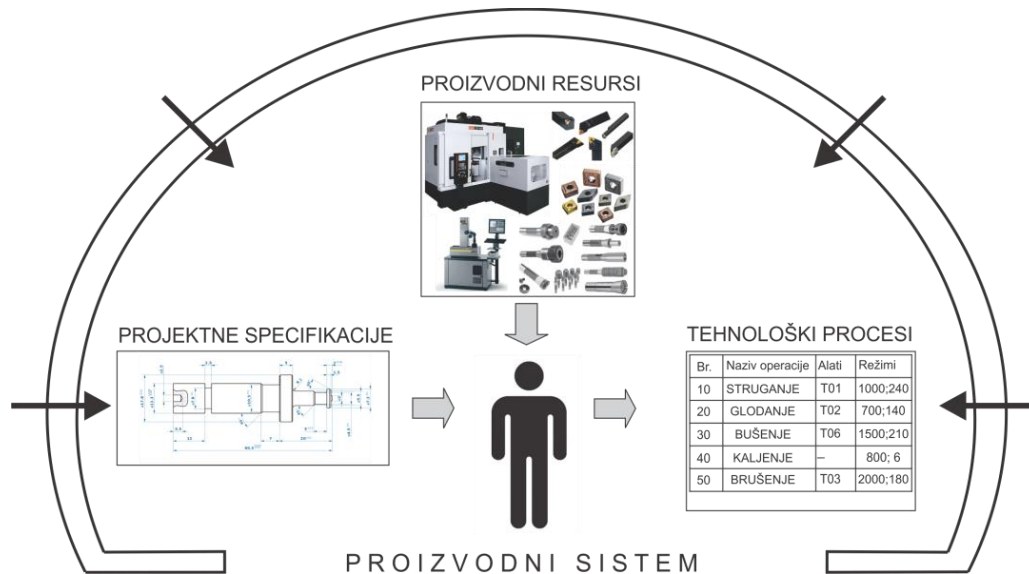 PROIZVODNI RESURSI
PROJEKTNE SPECIFIKACIJE
TEHNOLOŠKI PROCESI
Br. Naziv operacije Alati Režimi
10 STRUGANJE T01 1000;240
20 GLODANJE T02 700;140
30 BUŠENJE T06 1500;210
40 KALJENJE – 800; 6
50 BRUŠENJE T03 2000;180
PROIZVODNI SISTEM